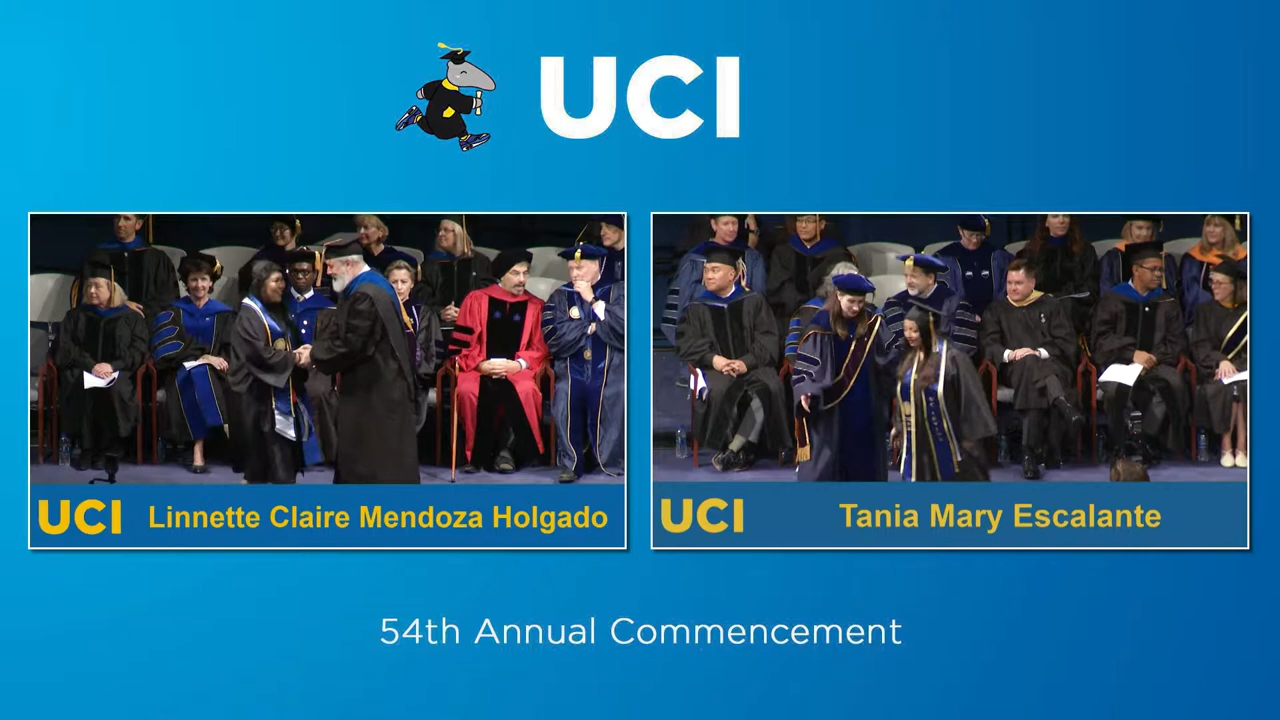 UCI
UCI Linnette Claire Mendoza Holgado
UCI Tania Mary Escalante
54th Annual Commencement